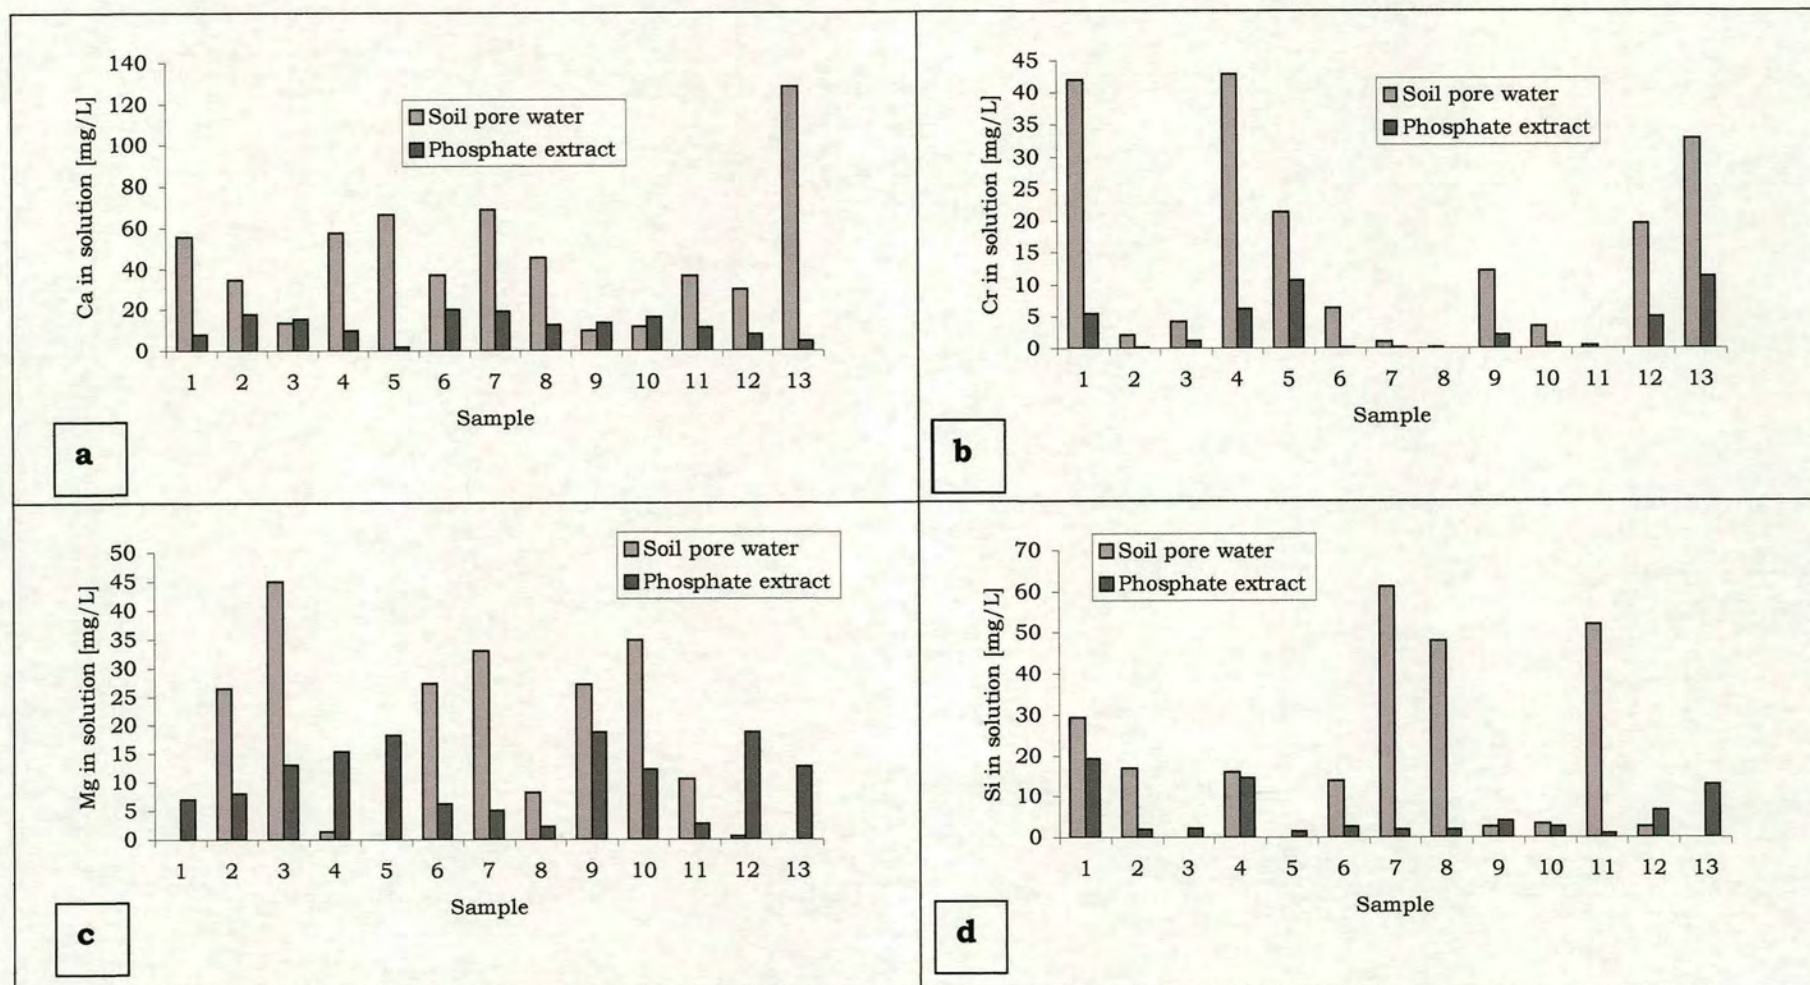 140
120
100
80
60
40
20
0
Ca in solution [mg/L]
Soil pore water
Phosphate extract
1 2 3 4 5 6 7 8 9 10 11 12 13
Sample
a
45
40
35
30
25
20
15
10
5
0
Cr in solution [mg/L]
Soil pore water
Phosphate extract
1 2 3 4 5 6 7 8 9 10 11 12 13
Sample
b
50
45
40
35
30
25
20
15
10
5
0
Mg in solution [mg/L]
Soil pore water
Phosphate extract
1 2 3 4 5 6 7 8 9 10 11 12 13
Sample
c
70
60
50
40
30
20
10
0
Si in solution [mg/L]
Soil pore water
Phosphate extract
1 2 3 4 5 6 7 8 9 10 11 12 13
Sample
d